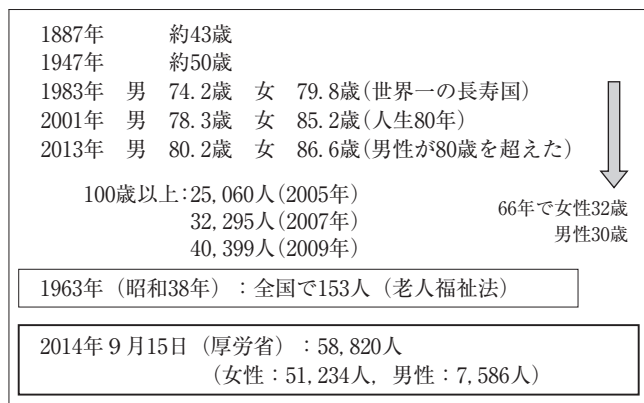 1887年　約43歳
1947年　約50歳
1983年　男　74.2歳　女　79.8歳(世界一の長寿国)
2001年　男　78.3歳　女　85.2歳(人生80年)
2013年　男　80.2歳　女　86.6歳(男性が80歳を超えた)
100歳以上:25,060人(2005年)
32,295人(2007年)
40,399人(2009年)
66年で女性32歳
男性30歳
1963年（昭和38年）：全国で153人（老人福祉法）
2014年９月15日（厚労省）：58,820人
（女性：51,234人，男性：7,586人）